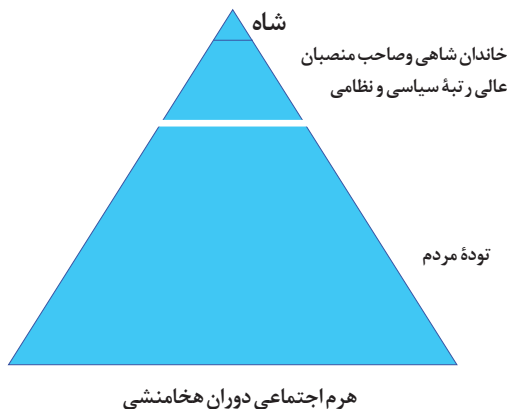 شاه
خاندان شاهی وصاحب منصبان
عالی رتبهٔ سیاسی و نظامی
تودهٔ مردم
هرم اجتماعی دوران هخامنشی